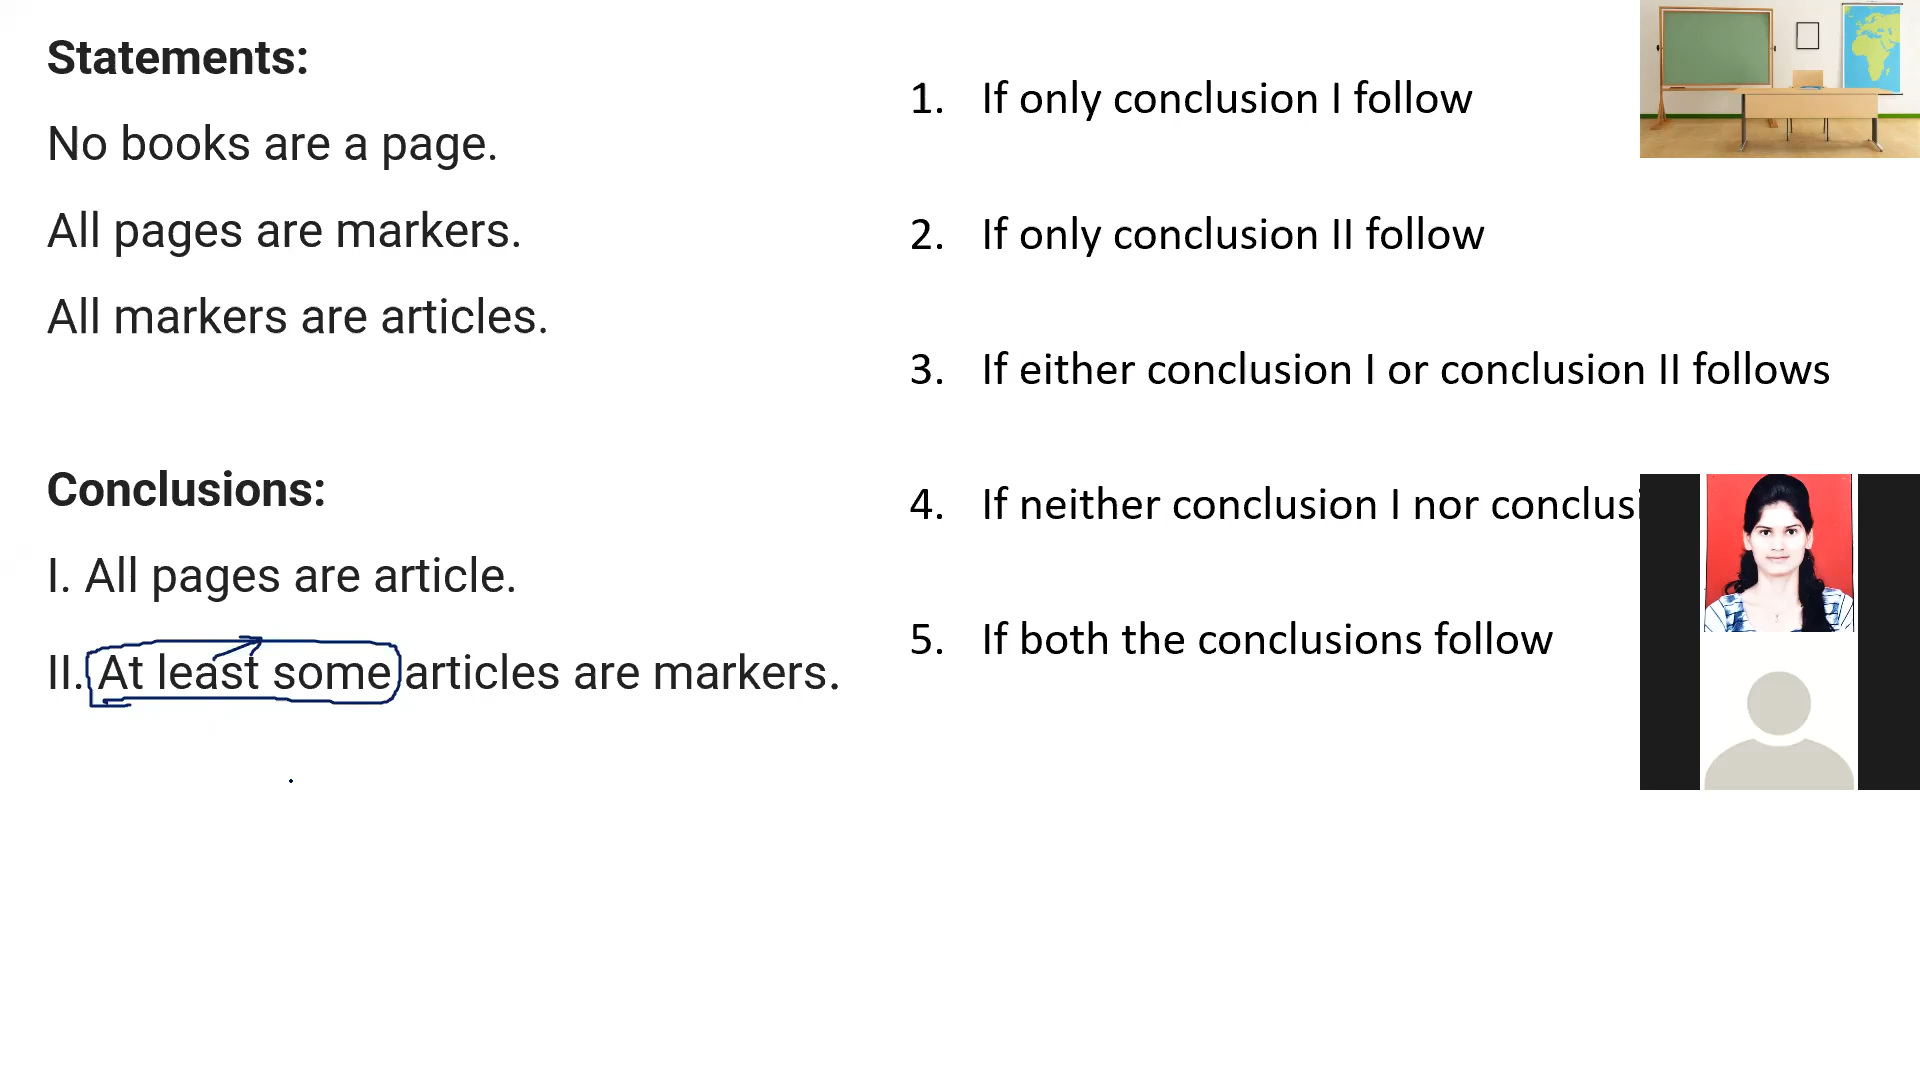 Statements:
No books are a page.
All pages are markers.
All markers are articles.
Conclusions:
I. All pages are article.
II. At least some articles are markers.
1. If only conclusion I follow
2. If only conclusion II follow
3. If either conclusion I or conclusion II follows
4. If neither conclusion I nor
5. If both the conclusions follow